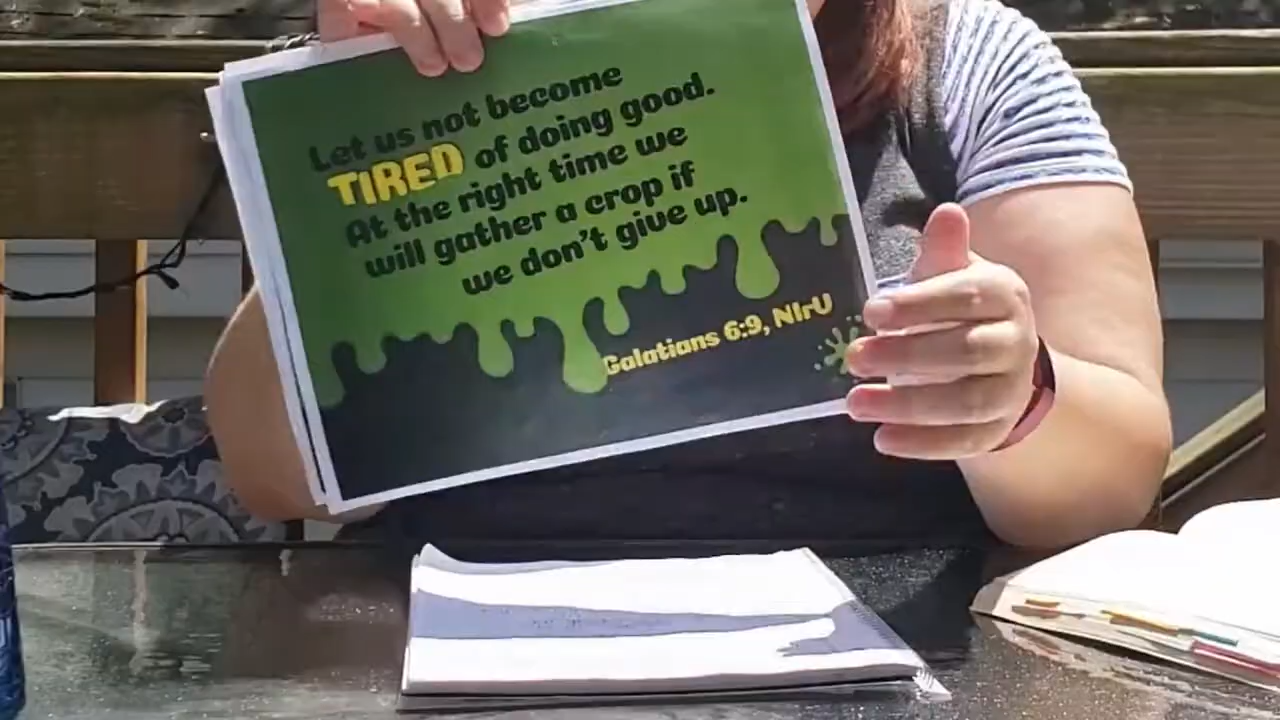 Let us not become
TIRED of doing good.
At the right time we
will gather a crop if
we don't give up.
Galatians 6:9, NIrU